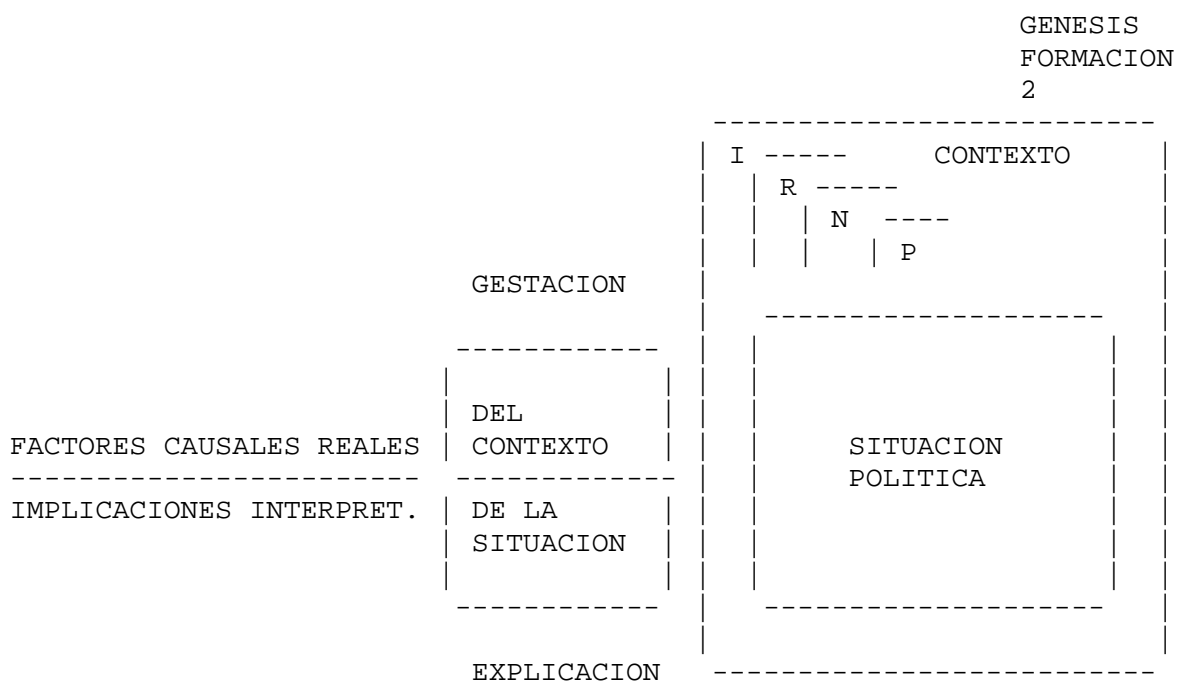 GENESIS
FORMACION
2
I ----- CONTEXTO
R -----
N ----
P
GESTACION
DEL
FACTORES CAUSALES REALES CONTEXTO SITUACION
POLITICA
IMPLICACIONES INTERPRET. DE LA
SITUACION
EXPLICACION